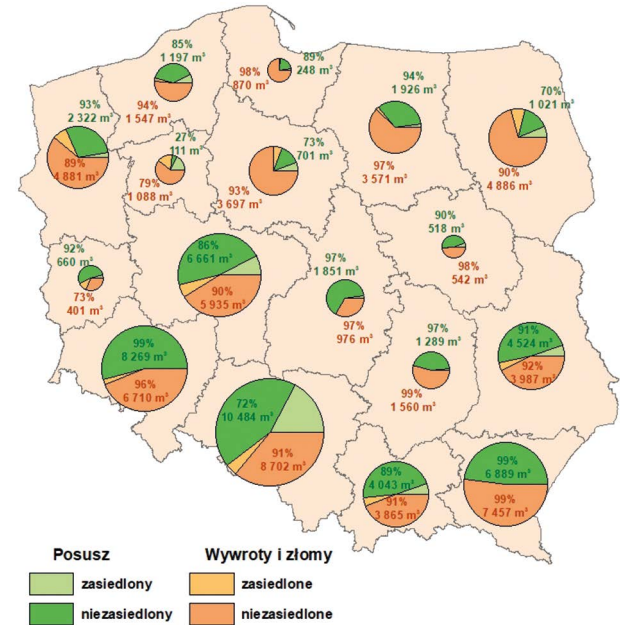 85%
1 197 m³
89%
248 m³
98%
870 m³
94%
1 926 m³
70%
1 021 m³
93%
2 322 m³
94%
1 547 m³
27%
111 m³
73%
701 m³
89%
4 881 m³
79%
1 088 m³
93%
3 697 m³
97%
3 571 m³
90%
4 886 m³
92%
660 m³
73%
401 m³
86%
6 661 m³
90%
5 935 m³
97%
1 851 m³
97%
976 m³
90%
518 m³
98%
542 m³
99%
8 269 m³
96%
6 710 m³
97%
1 289 m³
99%
1 560 m³
91%
4 524 m³
92%
3 987 m³
72%
10 484 m³
91%
8 702 m³
89%
4 043 m³
91%
3 865 m³
99%
6 889 m³
99%
7 457 m³
Posusz
zasiedlony
niezasiedlony
Wywroty i złomy
zasiedlone
niezasiedlone